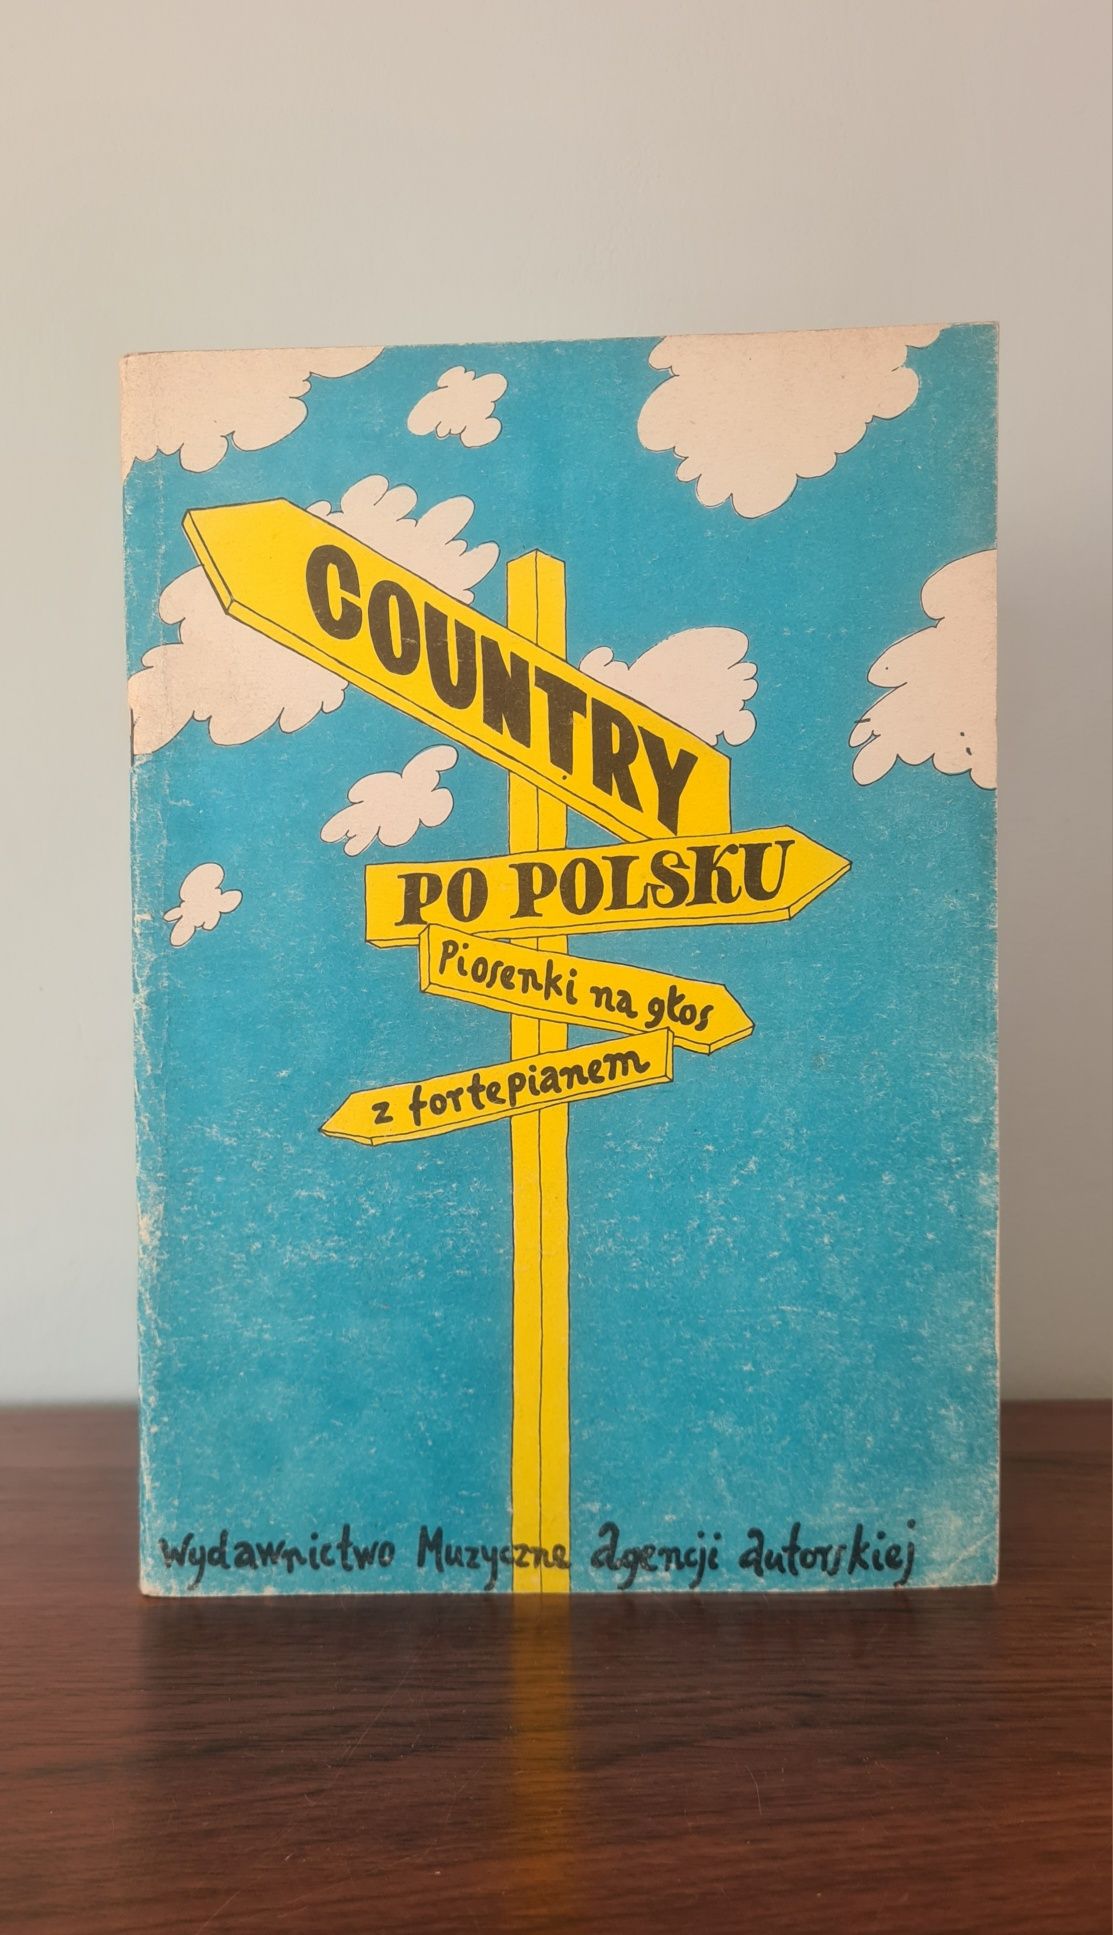 COUNTRY
PO POLSKU
Piosenki na głos
z fortepianem
Wydawnictwo Muzyczne Agencji Autorskiej